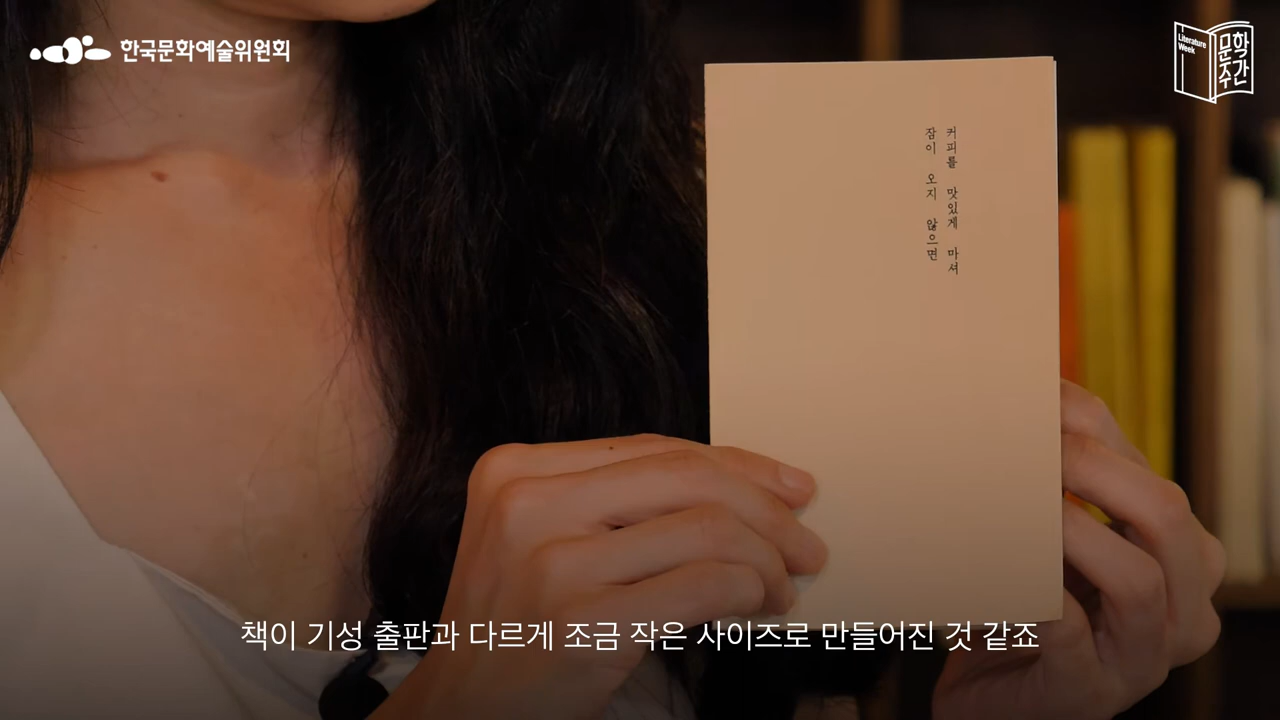 한국문화예술위원회
Literature
Week
문학
주간
커피를 맛있게 마셔
잠이 오지 않으면
책이 기성 출판과 다르게 조금 작은 사이즈로 만들어진 것 같죠